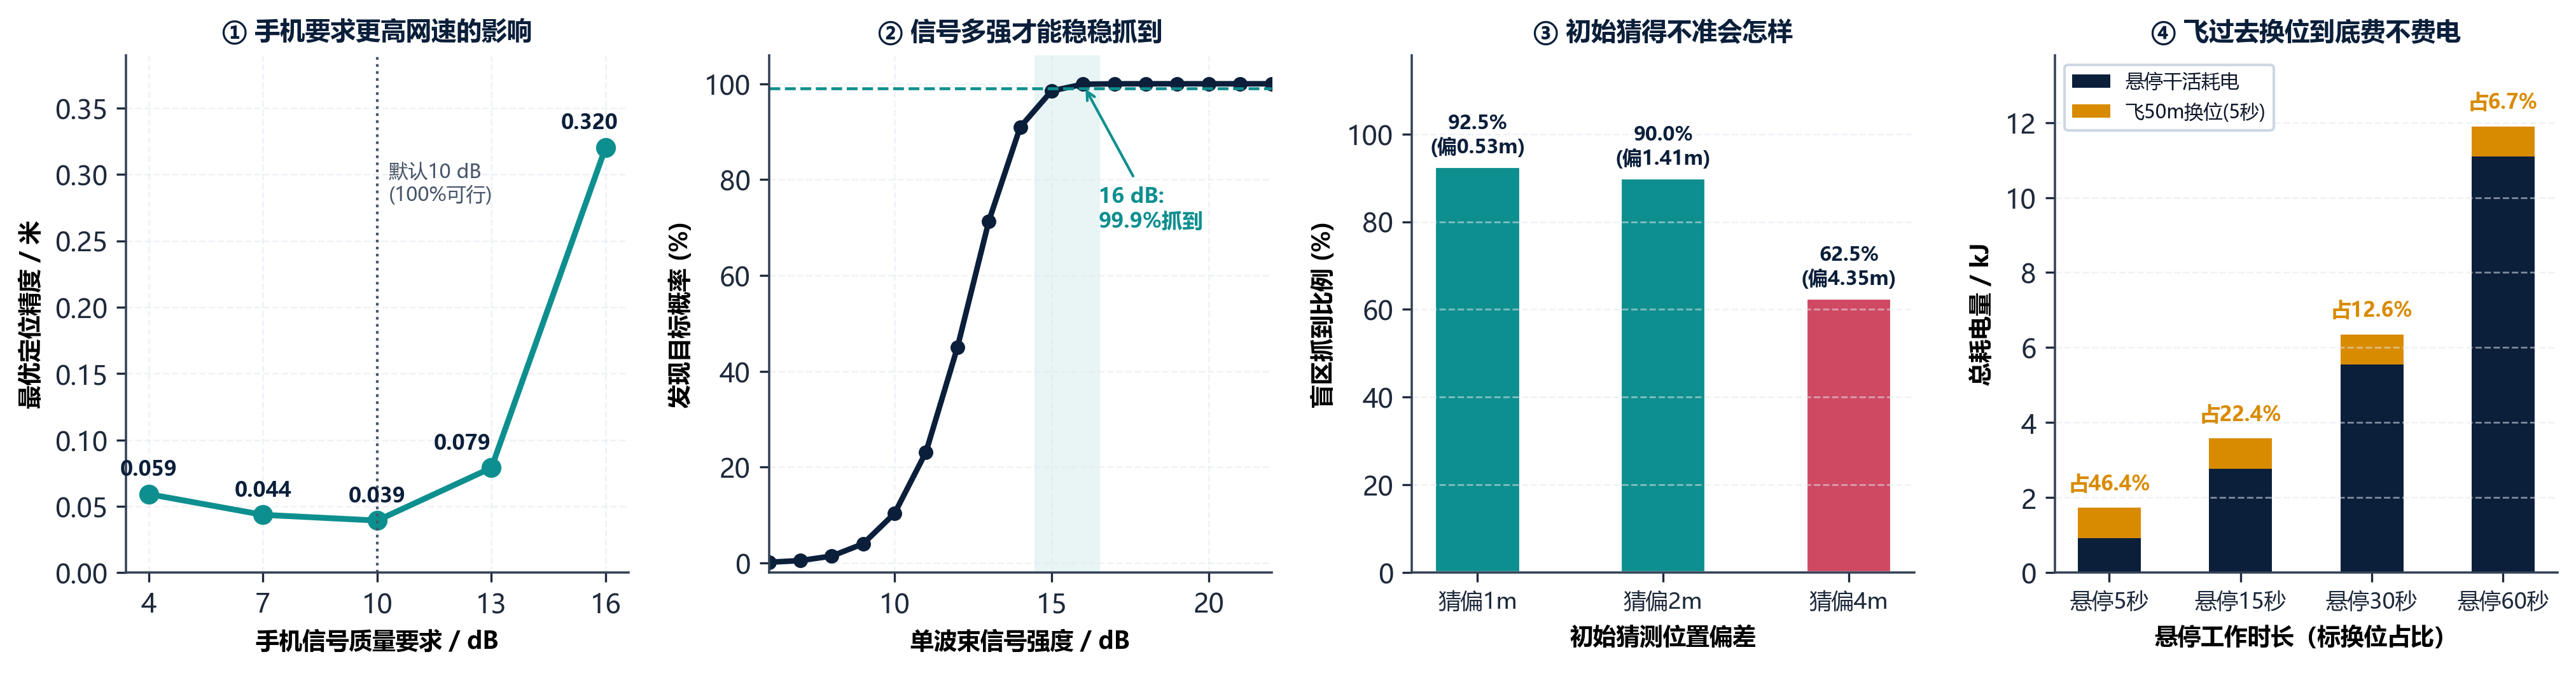 ① 手机要求更高网速的影响
最优定位精度 / 米
0.35
0.30
0.25
0.20
0.15
0.10
0.05
0.00
0.059
0.044
0.039
0.079
0.320
默认10 dB
(100%可行)
4
7
10
13
16
手机信号质量要求 / dB
② 信号多强才能稳稳抓到
发现目标概率 (%)
100
80
60
40
20
0
16 dB:
99.9%抓到
10
15
20
单波束信号强度 / dB
③ 初始猜得不准会怎样
盲区抓到比例 (%)
100
80
60
40
20
0
92.5%
(偏0.53m)
90.0%
(偏1.41m)
62.5%
(偏4.35m)
猜偏1m
猜偏2m
猜偏4m
初始猜测位置偏差
④ 飞过去换位到底费不费电
总耗电量 / kJ
12
10
8
6
4
2
0
悬停干活耗电
飞50m换位(5秒)
占46.4%
占22.4%
占12.6%
占6.7%
悬停5秒
悬停15秒
悬停30秒
悬停60秒
悬停工作时长（标换位占比）